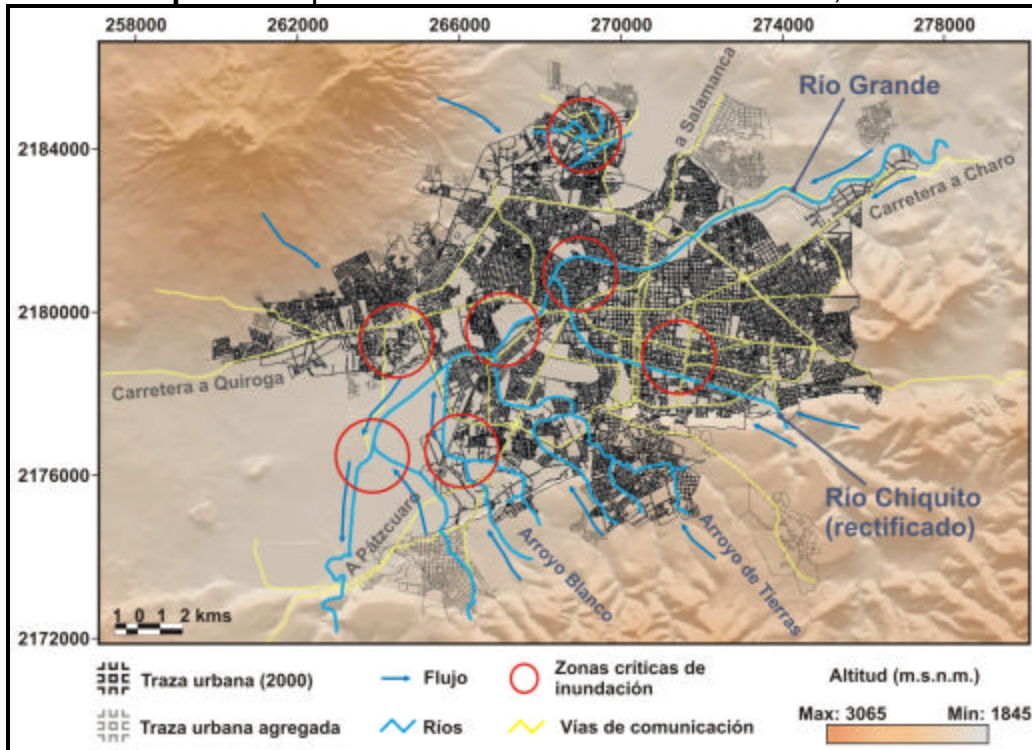 258000 262000 266000 270000 274000 278000
2184000
2180000
2176000
2172000
a Salamanca
Río Grande
Carretera a Charo
Carretera a Quiroga
A Pátzcuaro
Arroyo Blanco
Arroyo de Tierras
Río Chiquito
(rectificado)
1 0 1 2 kms
Traza urbana (2000)
Flujo
Zonas críticas de
inundación
Altitud (m.s.n.m.)
Traza urbana agregada
Ríos
Vías de comunicación
Max: 3065 Min: 1845